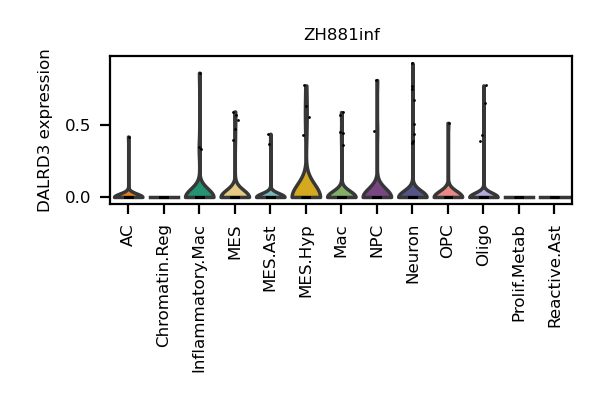 ZH881inf
DALRD3 expression
0.5
0.0
AC
Chromatin.Reg
Inflammatory.Mac
MES
MES.Ast
MES.Hyp
Mac
NPC
Neuron
OPC
Oligo
Prolif.Metab
Reactive.Ast